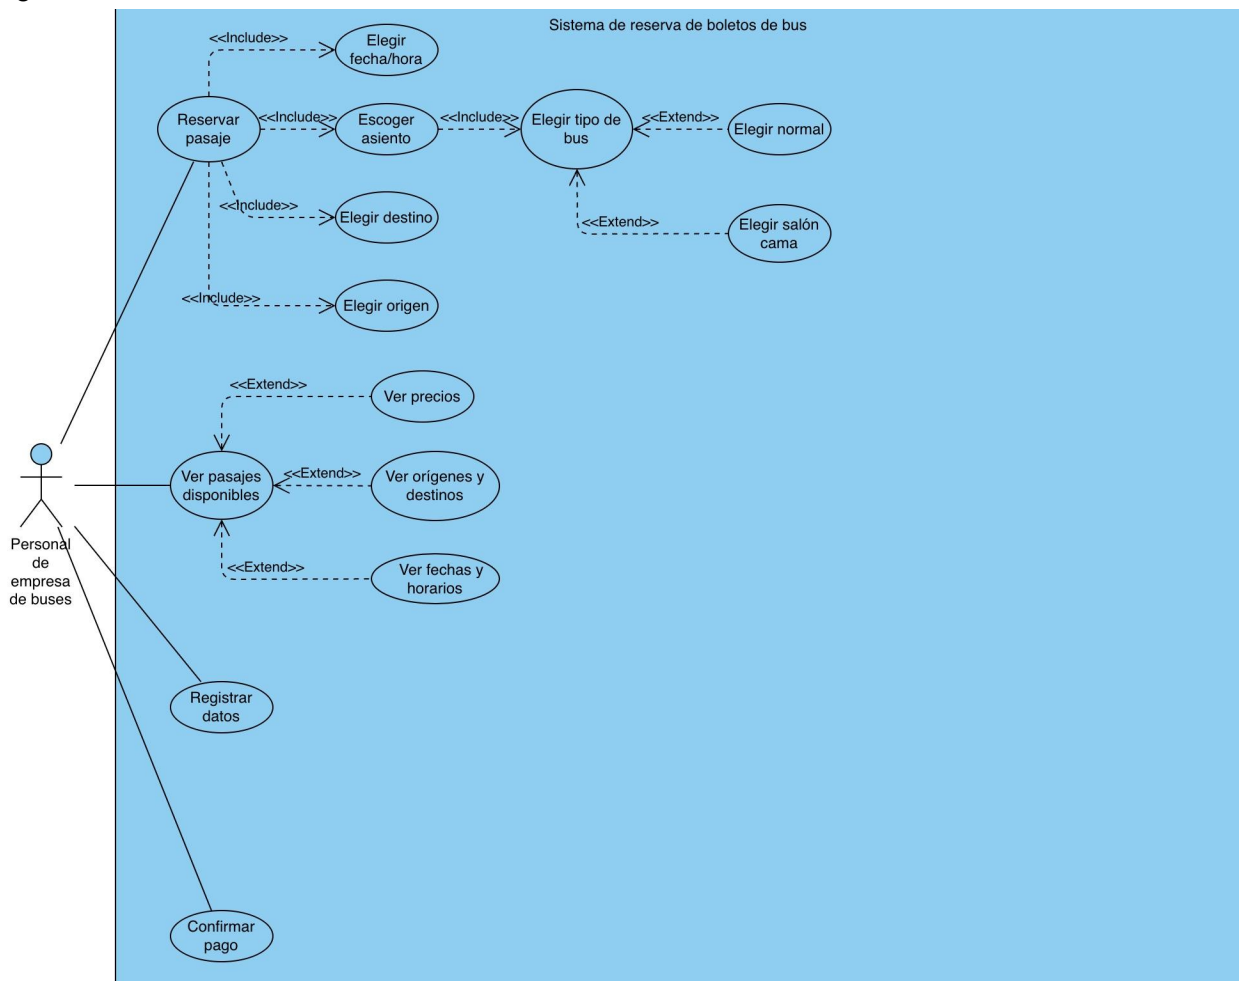 Sistema de reserva de boletos de bus
<<Include>>
Elegir
fecha/hora
Reservar
pasaje
<<Include>>
Escoger
asiento
<<Include>>
Elegir tipo de
bus
<<Extend>>
Elegir normal
<<Include>>
Elegir destino
<<Extend>>
Elegir salón
cama
<<Include>>
Elegir origen
<<Extend>>
Ver precios
Ver pasajes
disponibles
<<Extend>>
Ver orígenes y
destinos
Personal
de
empresa
de buses
<<Extend>>
Ver fechas y
horarios
Registrar
datos
Confirmar
pago